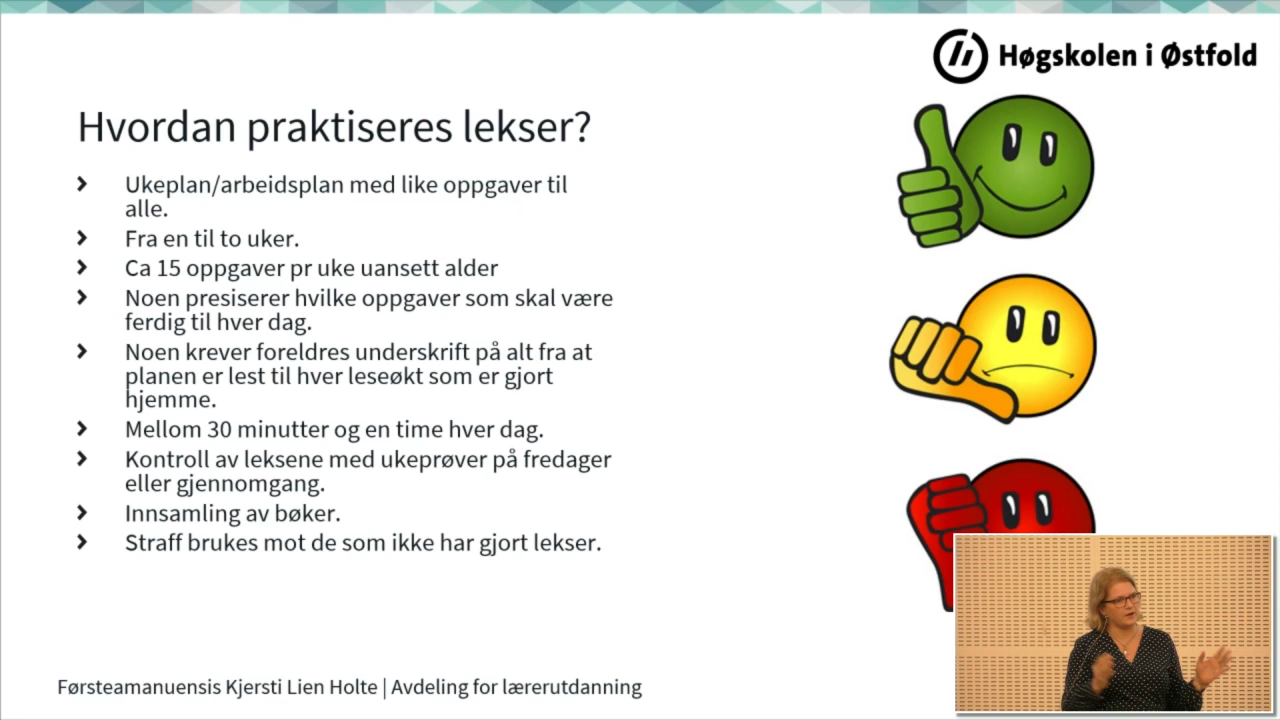 Høgskolen i Østfold
Hvordan praktiseres lekser?
Ukeplan/arbeidsplan med like oppgaver til
alle.
Fra en til to uker.
Ca 15 oppgaver pr uke uansett alder
Noen presiserer hvilke oppgaver som skal være
ferdig til hver dag.
Noen krever foreldres underskrift på alt fra at
planen er lest til hver leseøkt som er gjort
hjemme.
Mellom 30 minutter og en time hver dag.
Kontroll av leksene med ukeprøver på fredager
eller gjennomgang.
Innsamling av bøker.
Straff brukes mot de som ikke har gjort lekser.
Førsteamanuensis Kjersti Lien Holte | Avdeling for lærerutdanning